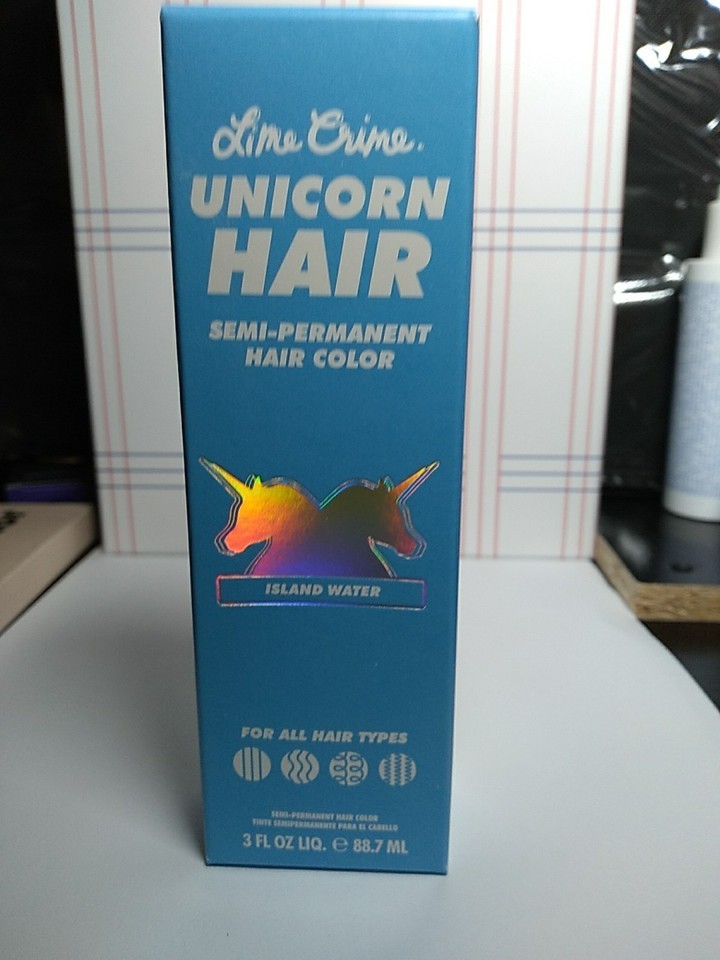 Lime Crime.
UNICORN
HAIR
SEMI-PERMANENT
HAIR COLOR
ISLAND WATER
FOR ALL HAIR TYPES
SEMI-PERMANENT HAIR COLOR
TINTE SEMIPERMANENTE PARA EL CABELLO
3 FL OZ LIQ. ℮ 88.7 ML